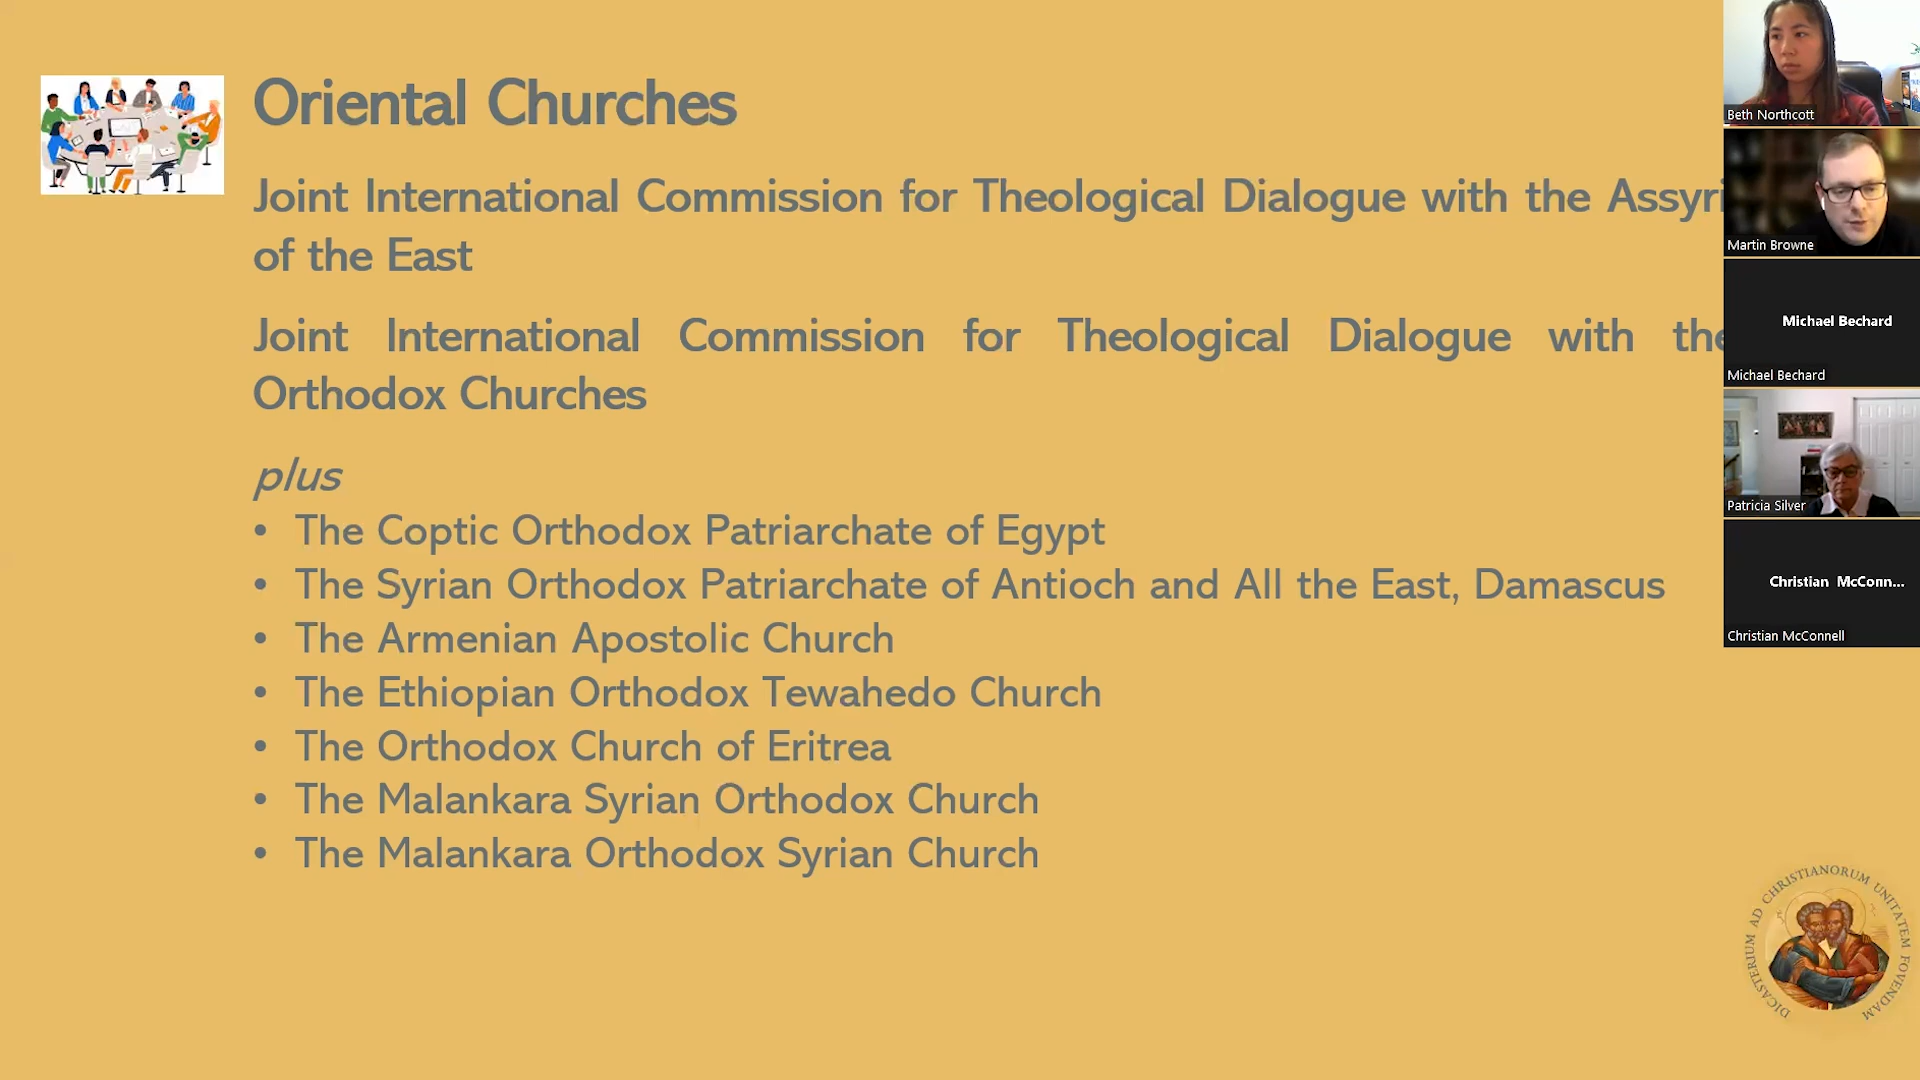 Oriental Churches
Joint International Commission for Theological Dialogue with the Assyri
of the East
Joint International Commission for Theological Dialogue with the
Orthodox Churches
plus
• The Coptic Orthodox Patriarchate of Egypt
• The Syrian Orthodox Patriarchate of Antioch and All the East, Damascus
• The Armenian Apostolic Church
• The Ethiopian Orthodox Tewahedo Church
• The Orthodox Church of Eritrea
• The Malankara Syrian Orthodox Church
• The Malankara Orthodox Syrian Church
Beth Northcott
Martin Browne
Michael Bechard
Michael Bechard
Patricia Silver
Christian McConn...
Christian McConnell
DICASTERIUM AD CHRISTIANORUM UNITATEM FOVENDAM